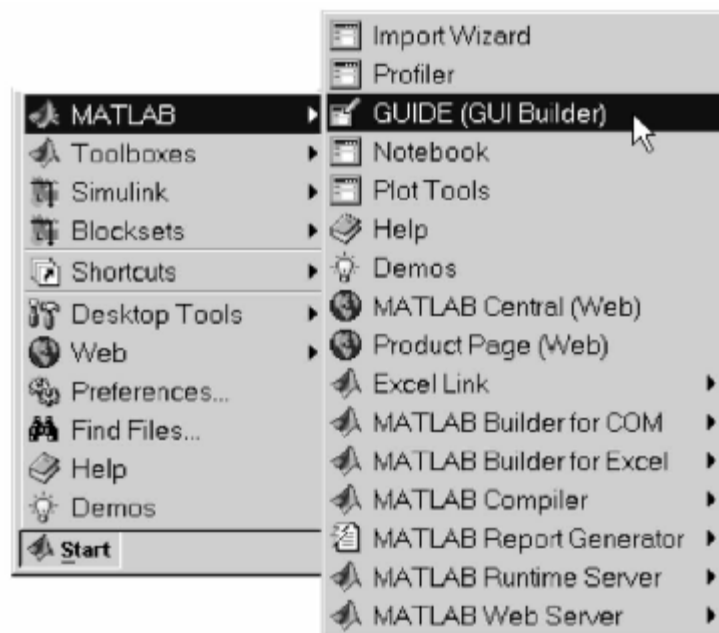 MATLAB
Toolboxes
Simulink
Blocksets
Shortcuts
Desktop Tools
Web
Preferences...
Find Files...
Help
Demos
Start
Import Wizard
Profiler
GUIDE (GUI Builder)
Notebook
Plot Tools
Help
Demos
MATLAB Central (Web)
Product Page (Web)
Excel Link
MATLAB Builder for COM
MATLAB Builder for Excel
MATLAB Compiler
MATLAB Report Generator
MATLAB Runtime Server
MATLAB Web Server